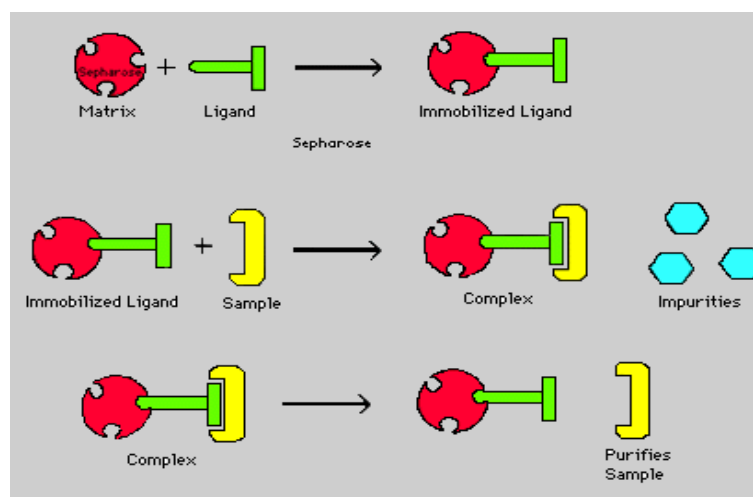 Sepharose
Matrix
Ligand
Immobilized Ligand
Sepharose
Immobilized Ligand
Sample
Complex
Impurities
Complex
Purifies
Sample